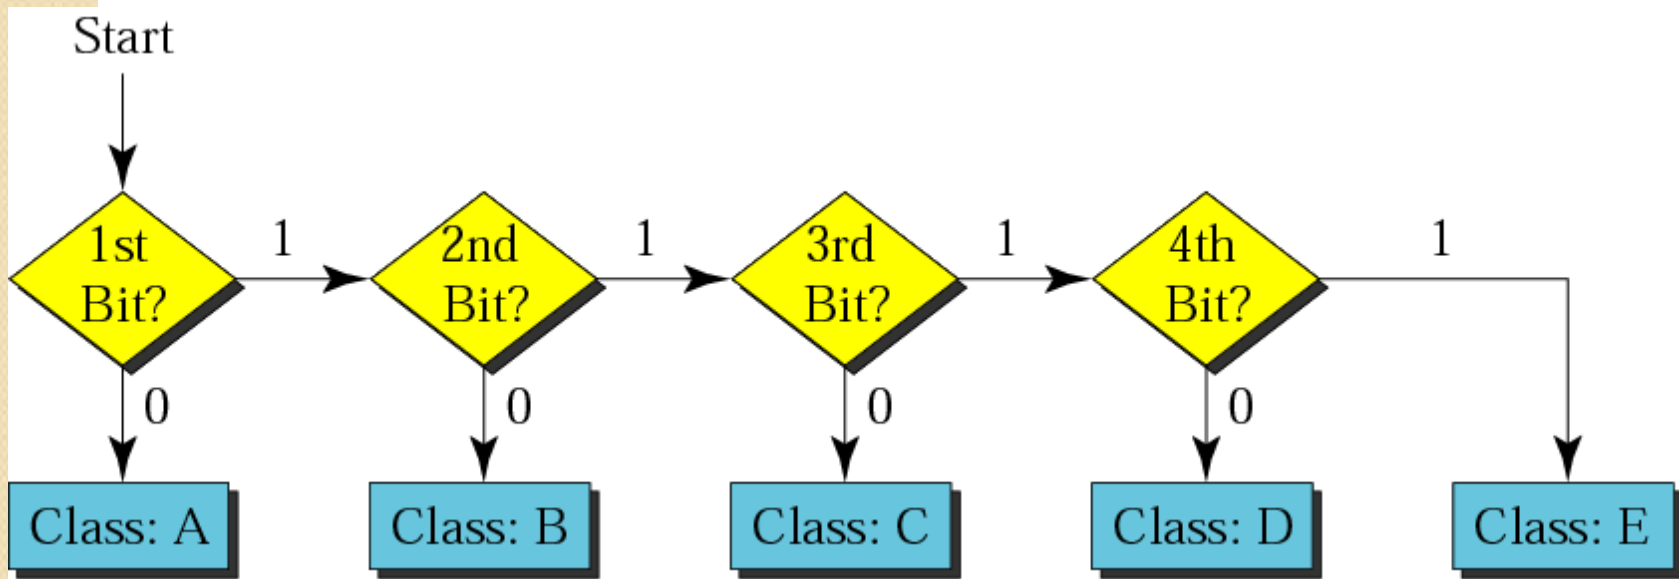 Start
1st
Bit?
1
2nd
Bit?
1
3rd
Bit?
1
4th
Bit?
1
0
0
0
0
Class: A
Class: B
Class: C
Class: D
Class: E